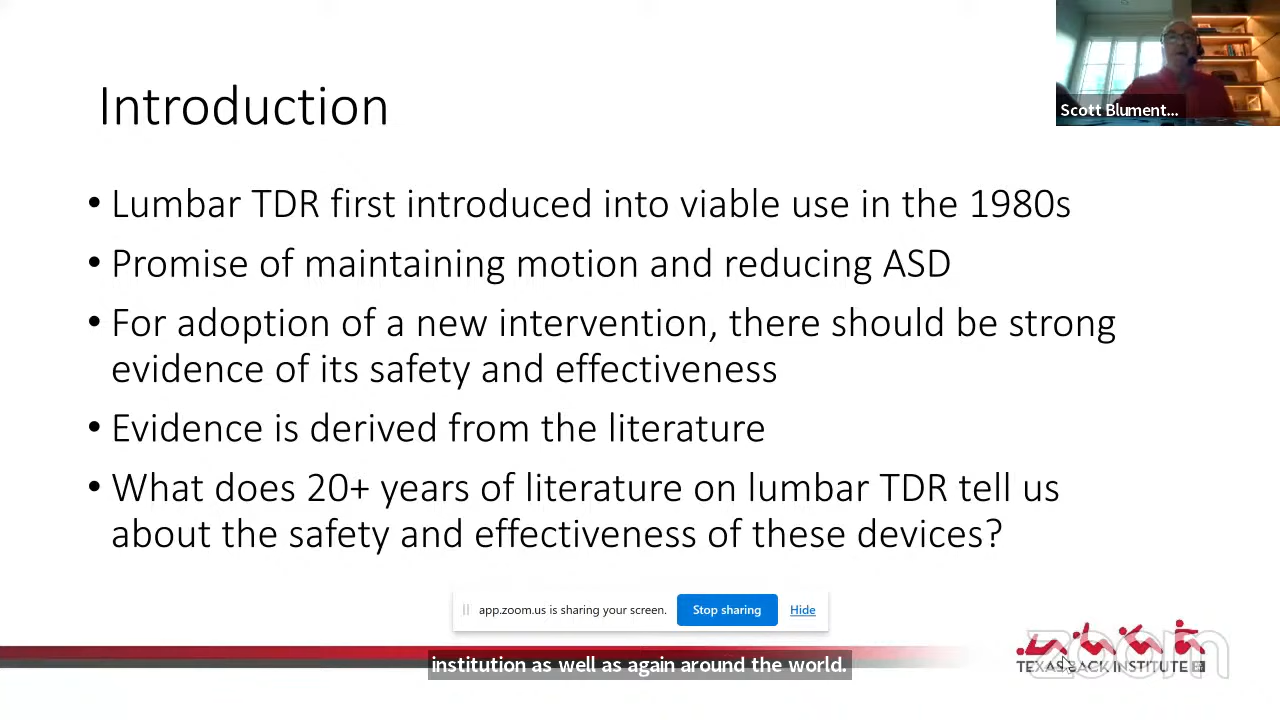 Scott Blument...
Introduction
• Lumbar TDR first introduced into viable use in the 1980s
• Promise of maintaining motion and reducing ASD
• For adoption of a new intervention, there should be strong
evidence of its safety and effectiveness
• Evidence is derived from the literature
• What does 20+ years of literature on lumbar TDR tell us
about the safety and effectiveness of these devices?
app.zoom.us is sharing your screen. Stop sharing Hide
institution as well as again around the world.
zoom
TEXAS BACK INSTITUTE